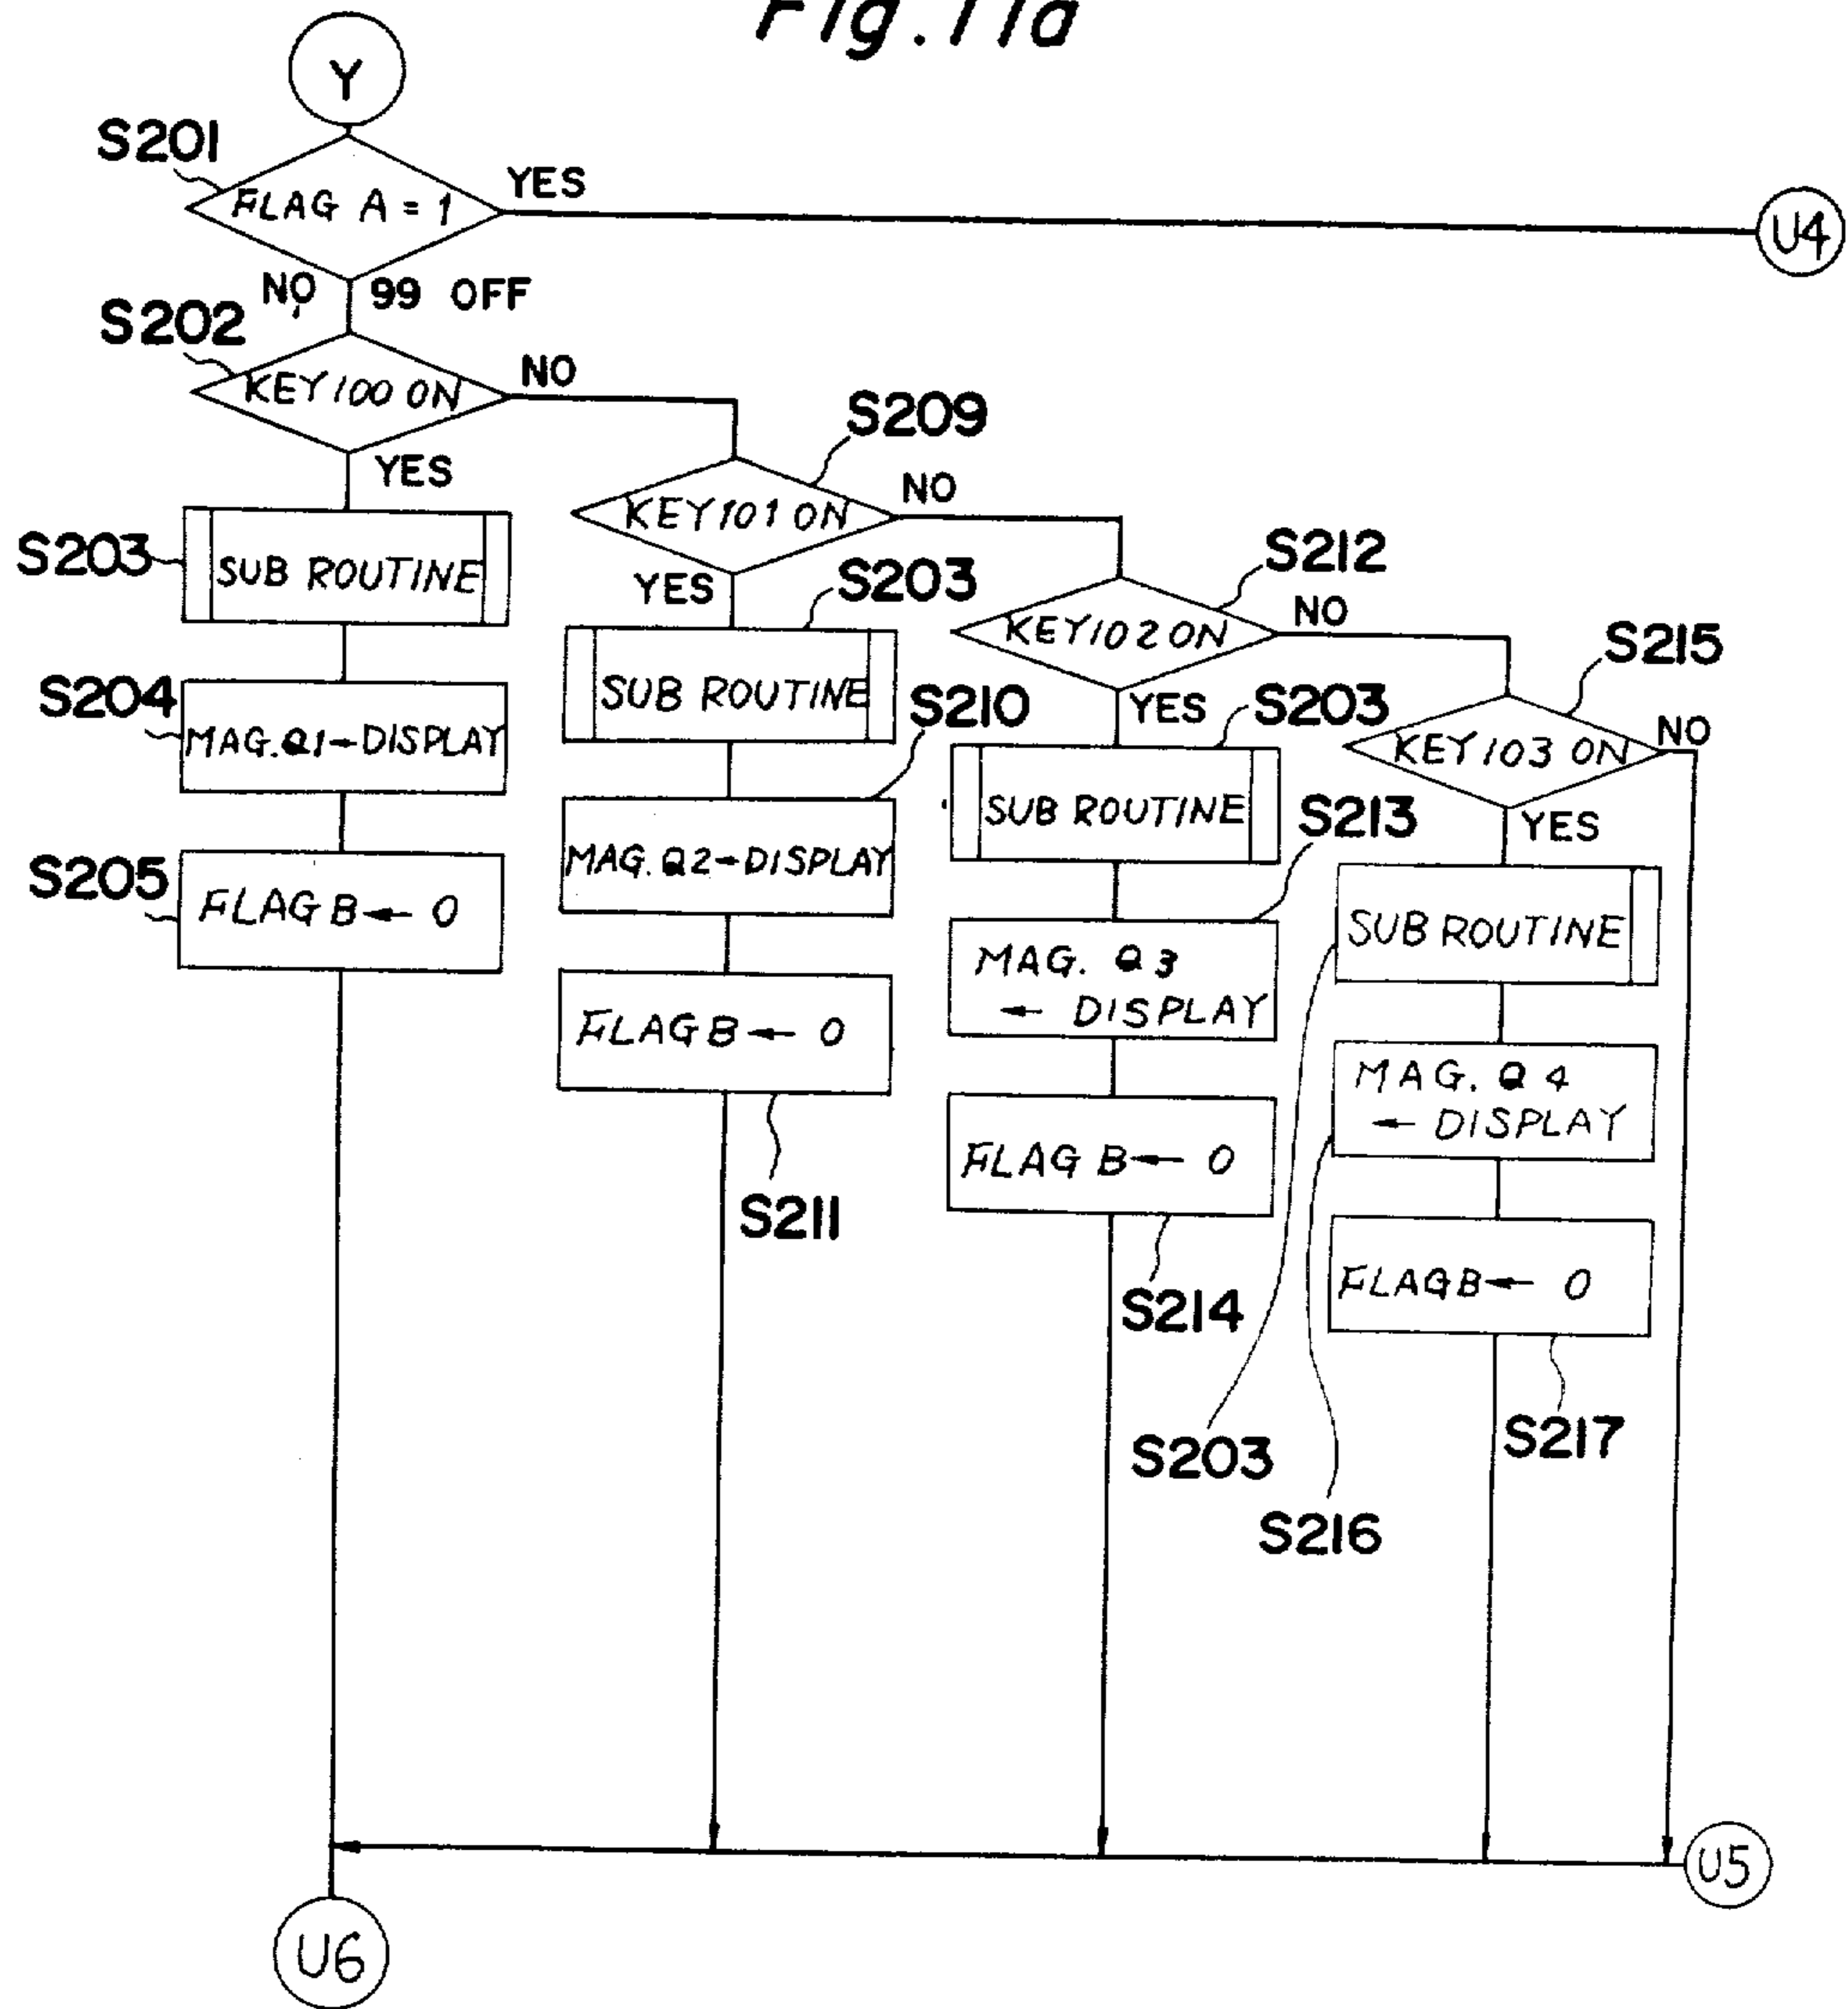 Fig. 11a
Y
S201
FLAG A = 1
YES
U4
NO
99 OFF
S202
KEY 100 ON
NO
YES
S209
KEY 101 ON
NO
YES
S212
KEY 102 ON
NO
YES
S215
KEY 103 ON
NO
YES
S203
SUB ROUTINE
S204
MAG. Q1←DISPLAY
S205
FLAG B ← 0
S203
SUB ROUTINE
S210
MAG. Q2←DISPLAY
FLAG B ← 0
S211
S203
SUB ROUTINE
S213
MAG. Q3
← DISPLAY
FLAG B ← 0
S214
SUB ROUTINE
S203
MAG. Q4
← DISPLAY
S216
FLAG B ← 0
S217
U5
U6